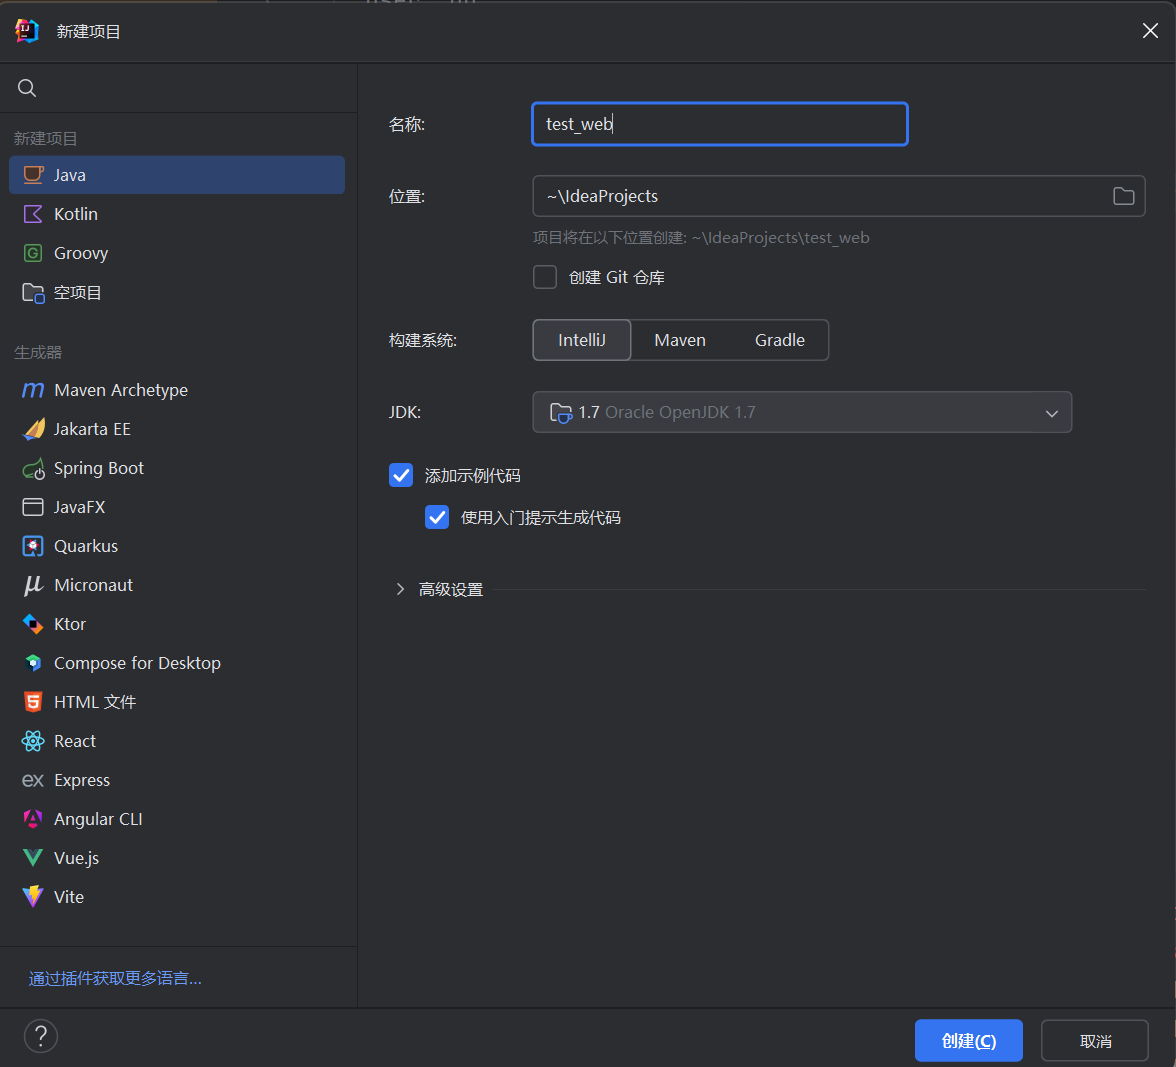 新建项目
新建项目
Java
Kotlin
Groovy
空项目
生成器
Maven Archetype
Jakarta EE
Spring Boot
JavaFX
Quarkus
Micronaut
Ktor
Compose for Desktop
HTML 文件
React
Express
Angular CLI
Vue.js
Vite
通过插件获取更多语言...
名称:
test_web
位置:
~\IdeaProjects
项目将在以下位置创建: ~\IdeaProjects\test_web
创建 Git 仓库
构建系统:
IntelliJ Maven Gradle
JDK:
1.7 Oracle OpenJDK 1.7
添加示例代码
使用入门提示生成代码
高级设置
?
创建(C)
取消